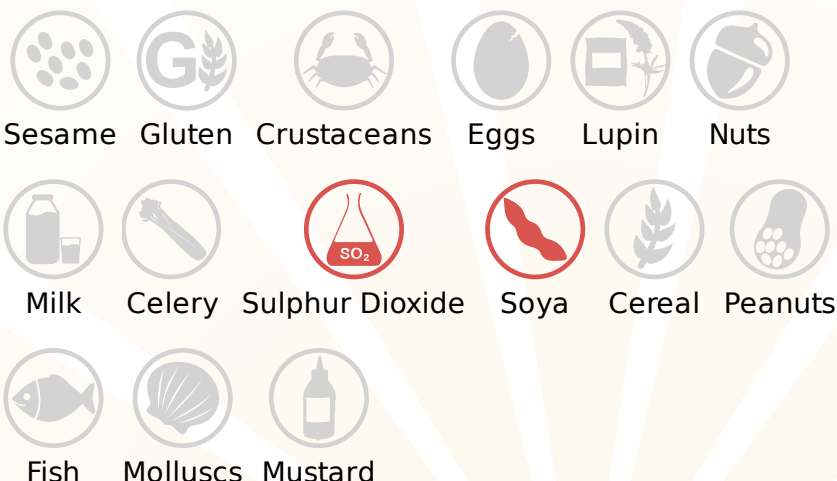 G
Sesame Gluten Crustaceans Eggs Lupin Nuts
SO₂
Milk Celery Sulphur Dioxide Soya Cereal Peanuts
Fish Molluscs Mustard